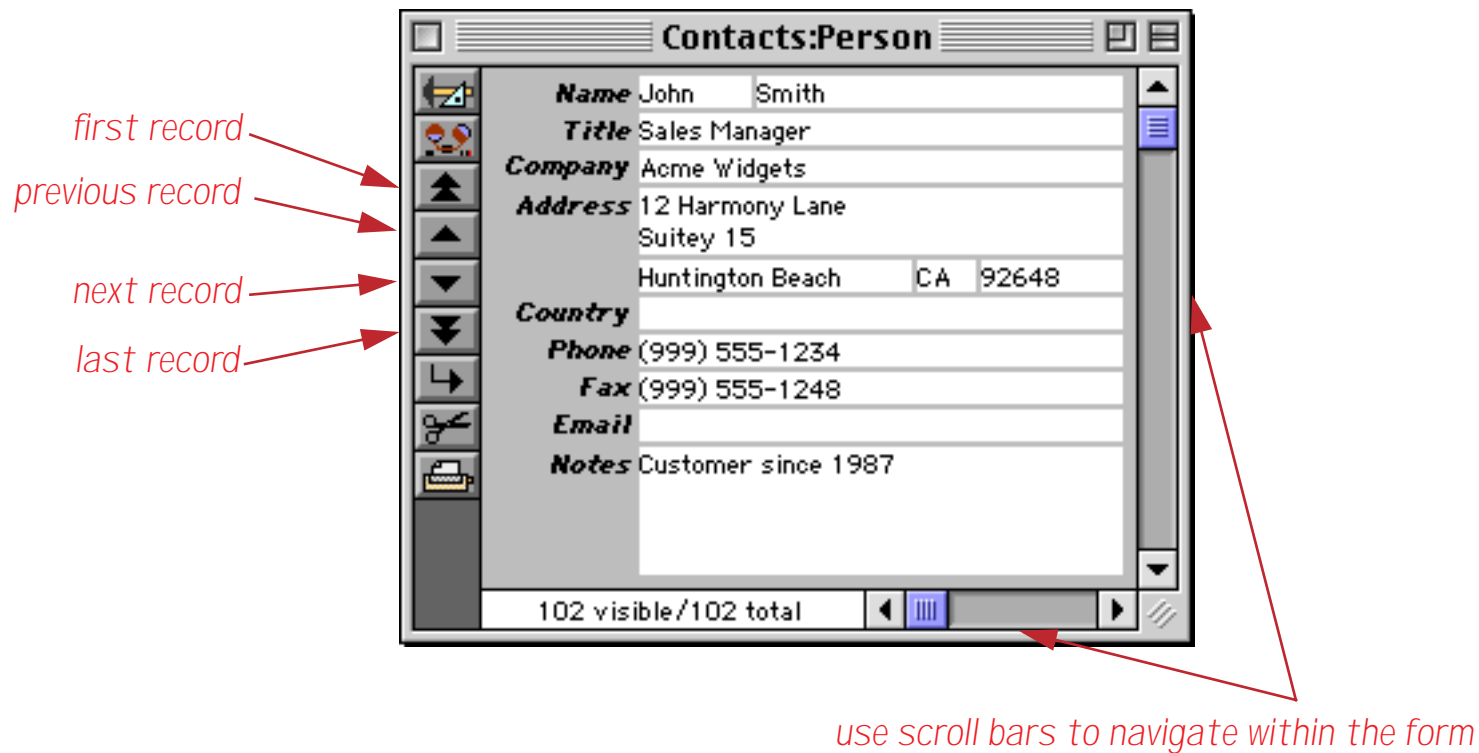 Contacts:Person
first record
previous record
next record
last record
Name John Smith
Title Sales Manager
Company Acme Widgets
Address 12 Harmony Lane
Suitey 15
Huntington Beach CA 92648
Country
Phone (999) 555-1234
Fax (999) 555-1248
Email
Notes Customer since 1987
102 visible/102 total
use scroll bars to navigate within the form